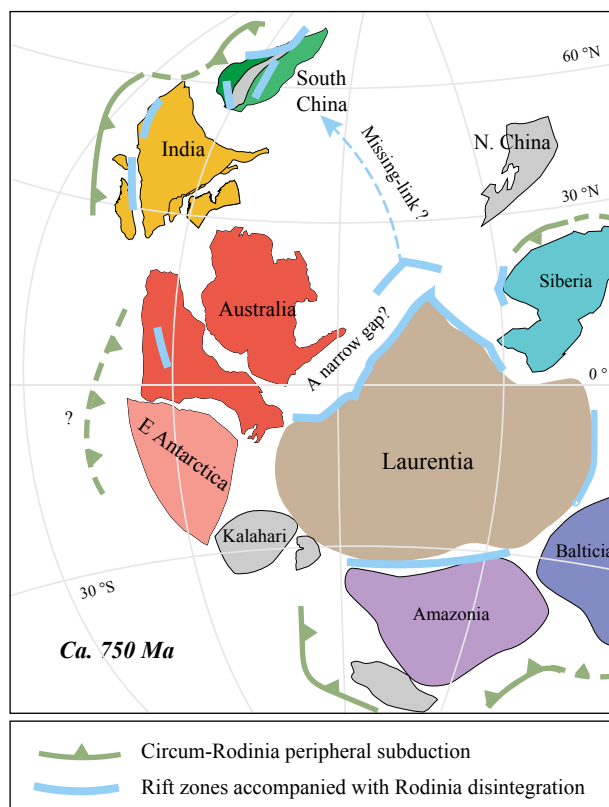 60 °N
South
China
India
Missing-link ?
N. China
30 °N
Siberia
Australia
A narrow gap?
0 °
?
E Antarctica
Laurentia
Kalahari
Balticia
30 °S
Amazonia
Ca. 750 Ma
Circum-Rodinia peripheral subduction
Rift zones accompanied with Rodinia disintegration